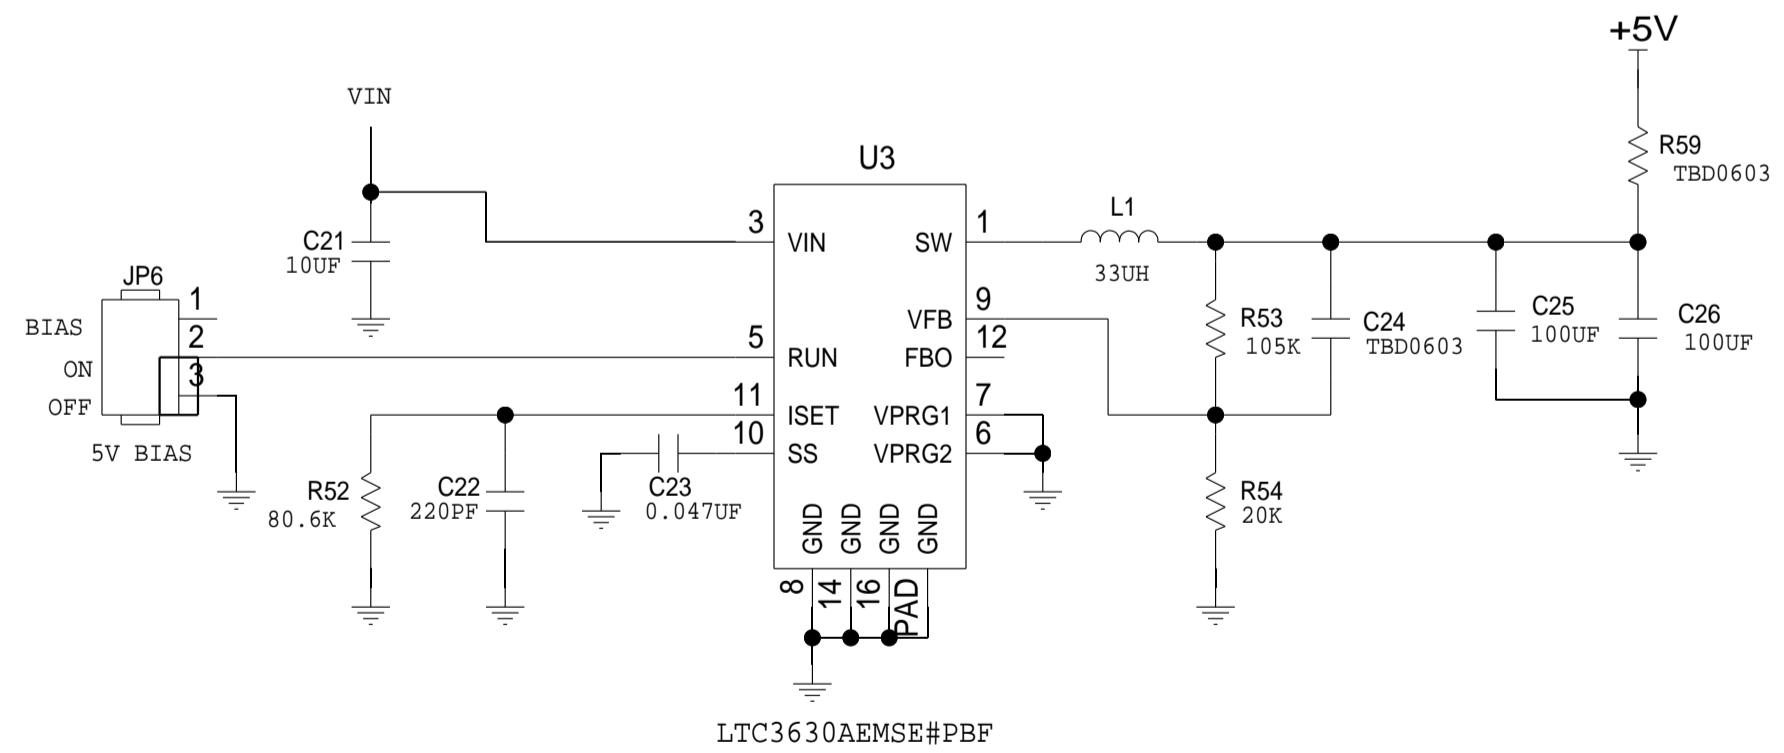 +5V
VIN
R59
TBD0603
U3
3
VIN
SW
1
L1
33UH
C21
10UF
JP6
1
BIAS
2
ON
3
OFF
5V BIAS
5
RUN
VFB
9
FBO
12
11
ISET
VPRG1
7
10
SS
VPRG2
6
R53
105K
C24
TBD0603
C25
100UF
C26
100UF
R52
80.6K
C22
220PF
C23
0.047UF
R54
20K
GND
GND
GND
GND
8
14
16
PAD
LTC3630AEMSE#PBF